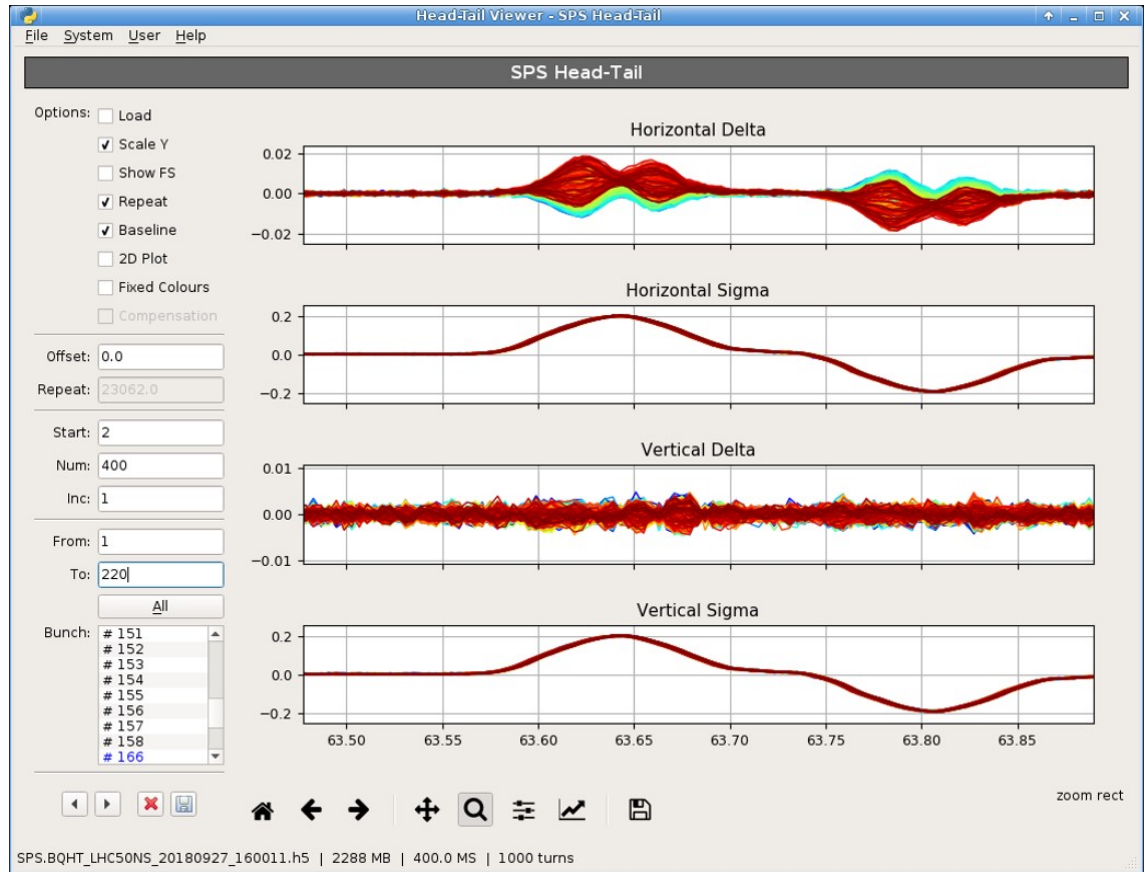 Head-Tail Viewer - SPS Head-Tail
File System User Help
SPS Head-Tail
Options:
Load
Scale Y
Show FS
Repeat
Baseline
2D Plot
Fixed Colours
Compensation
Offset: 0.0
Repeat: 23062.0
Start: 2
Num: 400
Inc: 1
From: 1
To: 220
All
Bunch:
# 151
# 152
# 153
# 154
# 155
# 156
# 157
# 158
# 166
Horizontal Delta
0.02
0.00
−0.02
Horizontal Sigma
0.2
0.0
−0.2
Vertical Delta
0.01
0.00
−0.01
Vertical Sigma
0.2
0.0
−0.2
63.50 63.55 63.60 63.65 63.70 63.75 63.80 63.85
zoom rect
SPS.BQHT_LHC50NS_20180927_160011.h5 | 2288 MB | 400.0 MS | 1000 turns